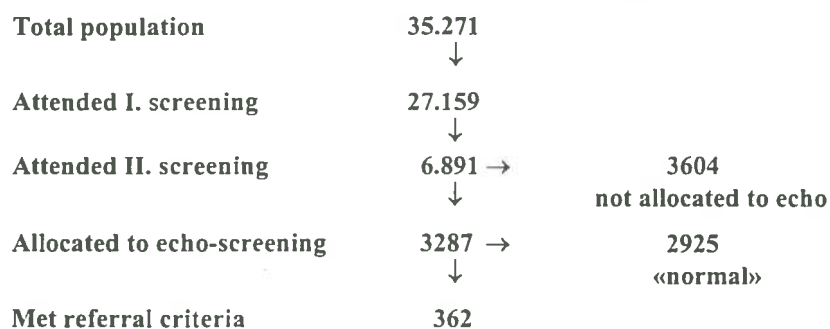 Total population 35.271
↓
Attended I. screening 27.159
↓
Attended II. screening 6.891 → 3604
↓ not allocated to echo
Allocated to echo-screening 3287 → 2925
↓ «normal»
Met referral criteria 362